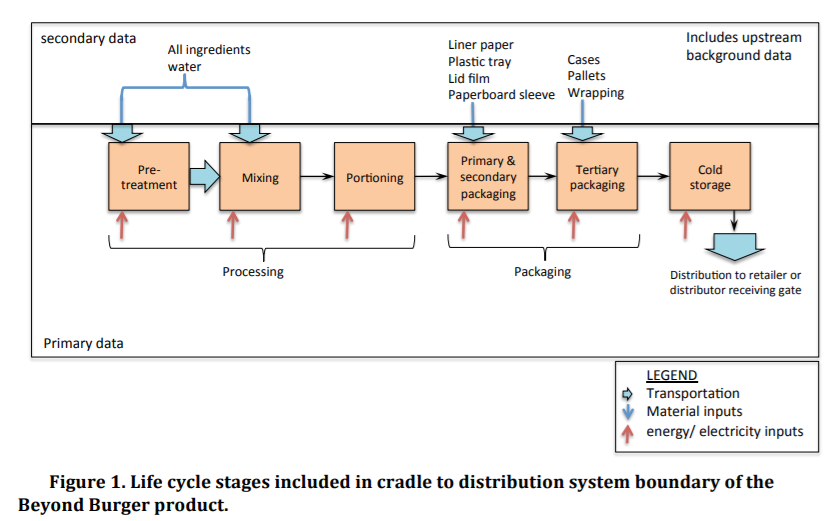 secondary data
All ingredients
water
Liner paper
Plastic tray
Lid film
Paperboard sleeve
Cases
Pallets
Wrapping
Includes upstream
background data
Pre-
treatment
Mixing
Portioning
Primary &
secondary
packaging
Tertiary
packaging
Cold
storage
Processing
Packaging
Distribution to retailer or
distributor receiving gate
Primary data
LEGEND
Transportation
Material inputs
energy/ electricity inputs
Figure 1. Life cycle stages included in cradle to distribution system boundary of the
Beyond Burger product.